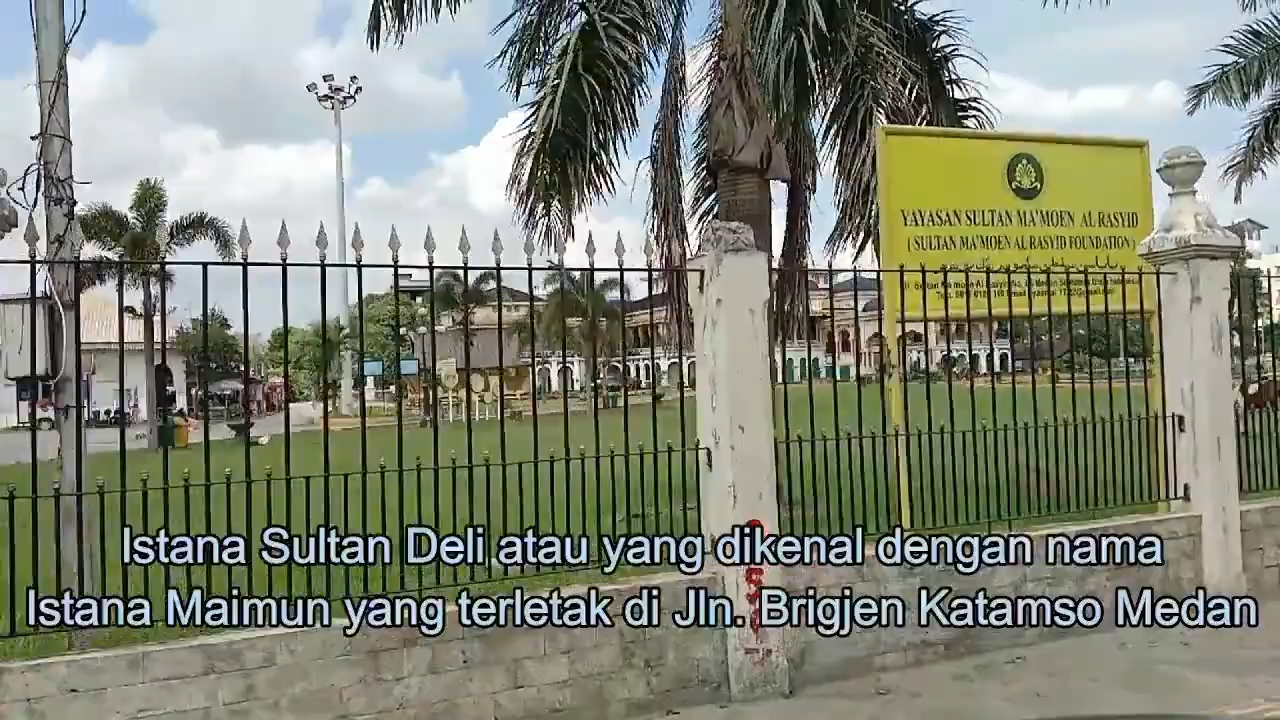 YAYASAN SULTAN MA'MOEN AL RASYID
( SULTAN MA'MOEN AL RASYID FOUNDATION )
Istana Sultan Deli atau yang dikenal dengan nama
Istana Maimun yang terletak di Jln. Brigjen Katamso Medan